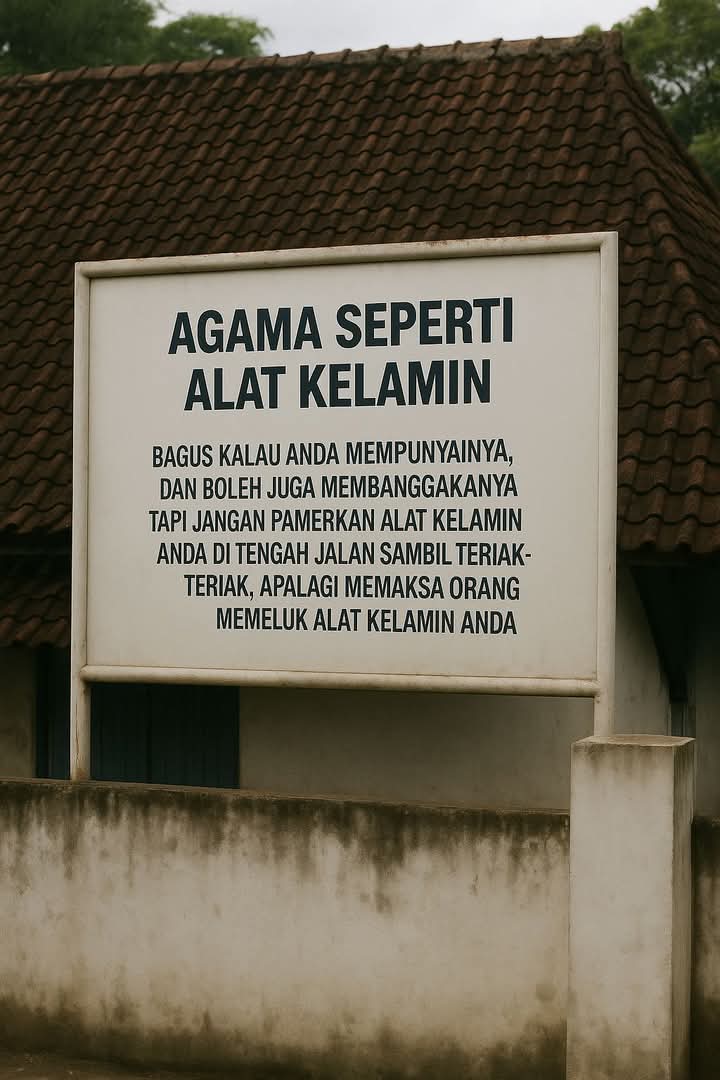 AGAMA SEPERTI
ALAT KELAMIN
BAGUS KALAU ANDA MEMPUNYAINYA,
DAN BOLEH JUGA MEMBANGGAKANYA
TAPI JANGAN PAMERKAN ALAT KELAMIN
ANDA DI TENGAH JALAN SAMBIL TERIAK-
TERIAK, APALAGI MEMAKSA ORANG
MEMELUK ALAT KELAMIN ANDA